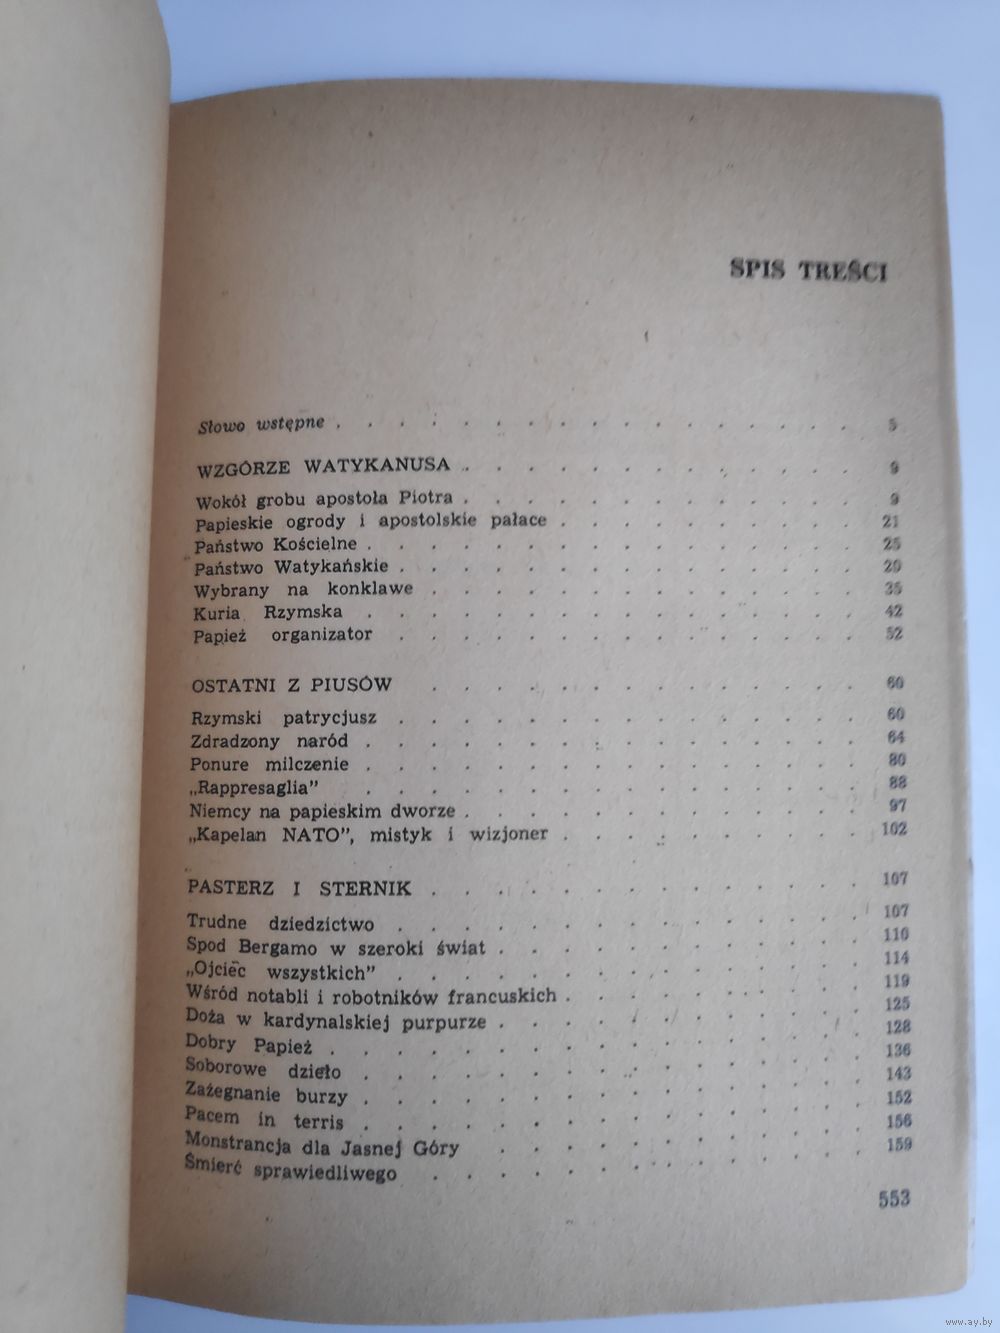 SPIS TREŚCI
Słowo wstępne . . . . . . . . . . . . . . . . . 5
WZGÓRZE WATYKANUSA . . . . . . . . . . . . . 9
Wokół grobu apostoła Piotra . . . . . . . . . . . . . 9
Papieskie ogrody i apostolskie pałace . . . . . . . . . . 21
Państwo Kościelne . . . . . . . . . . . . . . . . 25
Państwo Watykańskie . . . . . . . . . . . . . . . 29
Wybrany na konklawe . . . . . . . . . . . . . . 35
Kuria Rzymska . . . . . . . . . . . . . . . . 42
Papież organizator . . . . . . . . . . . . . . . 52
OSTATNI Z PIUSÓW . . . . . . . . . . . . . . 60
Rzymski patrycjusz . . . . . . . . . . . . . . . 60
Zdradzony naród . . . . . . . . . . . . . . . . 64
Ponure milczenie . . . . . . . . . . . . . . . . 80
„Rappresaglia” . . . . . . . . . . . . . . . . 88
Niemcy na papieskim dworze . . . . . . . . . . . . . 97
„Kapelan NATO”, mistyk i wizjoner . . . . . . . . . . 102
PASTERZ I STERNIK . . . . . . . . . . . . . . 107
Trudne dziedzictwo . . . . . . . . . . . . . . . 107
Spod Bergamo w szeroki świat . . . . . . . . . . . . 110
„Ojciec wszystkich” . . . . . . . . . . . . . . . 114
Wśród notabli i robotników francuskich . . . . . . . . . . 119
Doża w kardynalskiej purpurze . . . . . . . . . . . . 125
Dobry Papież . . . . . . . . . . . . . . . . . 128
Soborowe dzieło . . . . . . . . . . . . . . . . 136
Zażegnanie burzy . . . . . . . . . . . . . . . . 143
Pacem in terris . . . . . . . . . . . . . . . . 152
Monstrancja dla Jasnej Góry . . . . . . . . . . . . 156
Śmierć sprawiedliwego . . . . . . . . . . . . . . 159
553
www.ay.by